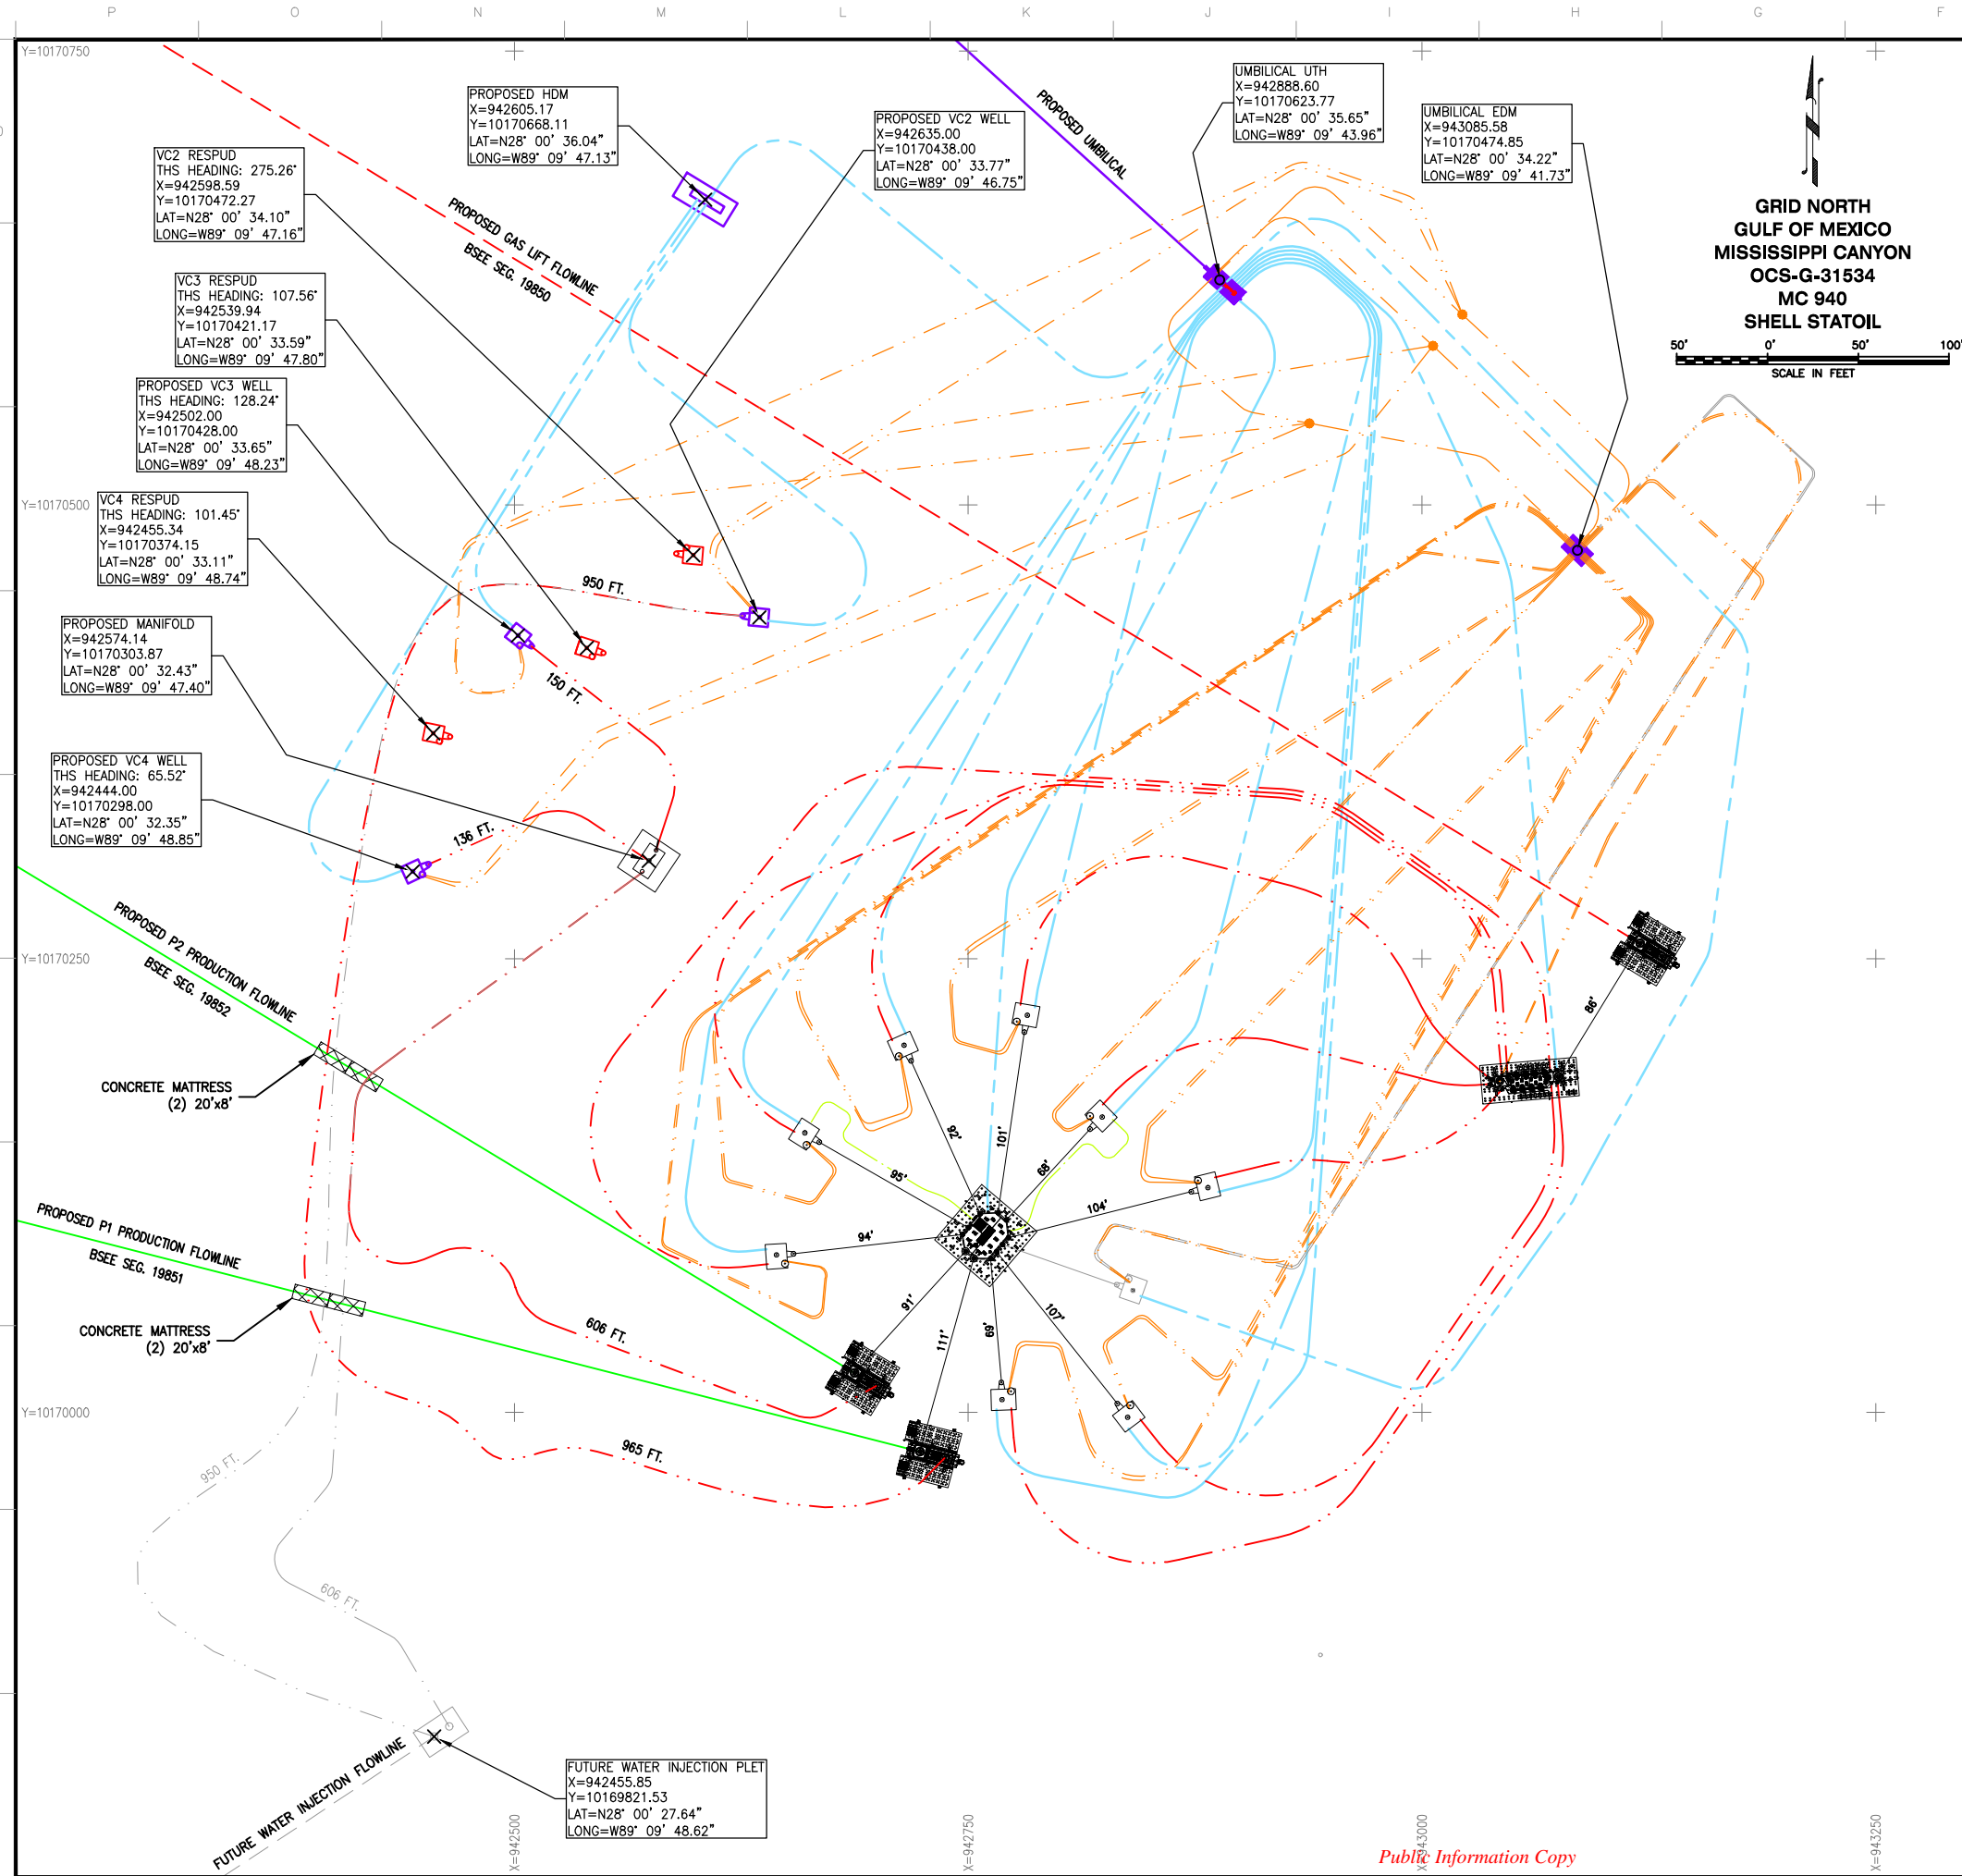 P O N M L K J I H G F
Y=10170750
PROPOSED HDM
X=942605.17
Y=10170668.11
LAT=N28° 00' 36.04"
LONG=W89° 09' 47.13"
PROPOSED VC2 WELL
X=942635.00
Y=10170438.00
LAT=N28° 00' 33.77"
LONG=W89° 09' 46.75"
PROPOSED UMBILICAL
UMBILICAL UTH
X=942888.60
Y=10170623.77
LAT=N28° 00' 35.65"
LONG=W89° 09' 43.96"
UMBILICAL EDM
X=943085.58
Y=10170474.85
LAT=N28° 00' 34.22"
LONG=W89° 09' 41.73"
GRID NORTH
GULF OF MEXICO
MISSISSIPPI CANYON
OCS-G-31534
MC 940
SHELL STATOIL
50' 0' 50' 100'
SCALE IN FEET
VC2 RESPUD
THS HEADING: 275.26°
X=942598.59
Y=10170472.27
LAT=N28° 00' 34.10"
LONG=W89° 09' 47.16"
PROPOSED GAS LIFT FLOWLINE
BSEE SEG. 19850
VC3 RESPUD
THS HEADING: 107.56°
X=942539.94
Y=10170421.17
LAT=N28° 00' 33.59"
LONG=W89° 09' 47.80"
PROPOSED VC3 WELL
THS HEADING: 128.24°
X=942502.00
Y=10170428.00
LAT=N28° 00' 33.65"
LONG=W89° 09' 48.23"
Y=10170500
VC4 RESPUD
THS HEADING: 101.45°
X=942455.34
Y=10170374.15
LAT=N28° 00' 33.11"
LONG=W89° 09' 48.74"
950 FT.
PROPOSED MANIFOLD
X=942574.14
Y=10170303.87
LAT=N28° 00' 32.43"
LONG=W89° 09' 47.40"
150 FT.
PROPOSED VC4 WELL
THS HEADING: 65.52°
X=942444.00
Y=10170298.00
LAT=N28° 00' 32.35"
LONG=W89° 09' 48.85"
136 FT.
PROPOSED P2 PRODUCTION FLOWLINE
BSEE SEG. 19852
Y=10170250
86'
CONCRETE MATTRESS
(2) 20'x8'
92'
101'
68'
95'
104'
94'
PROPOSED P1 PRODUCTION FLOWLINE
BSEE SEG. 19851
91'
111'
69'
107'
CONCRETE MATTRESS
(2) 20'x8'
606 FT.
Y=10170000
965 FT.
950 FT.
606 FT.
FUTURE WATER INJECTION FLOWLINE
FUTURE WATER INJECTION PLET
X=942455.85
Y=10169821.53
LAT=N28° 00' 27.64"
LONG=W89° 09' 48.62"
X=942500
X=942750
X=943000
X=943250
Public Information Copy